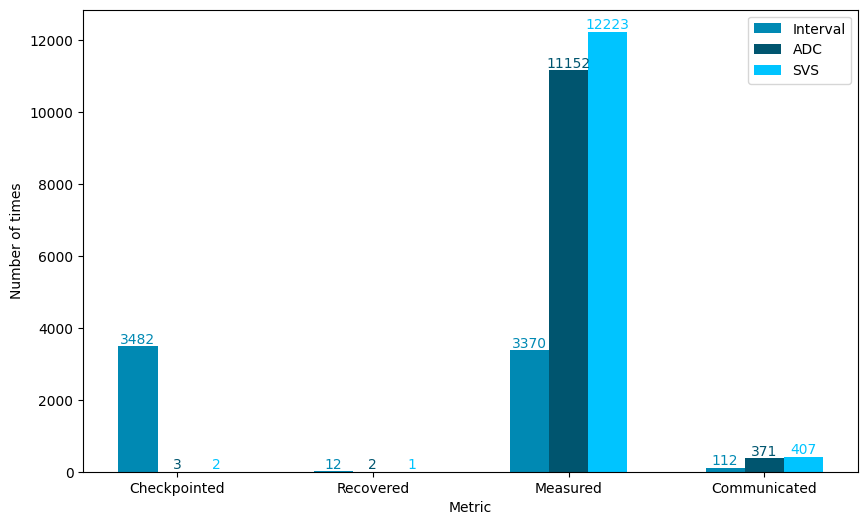 12223
Interval
ADC
SVS
11152
3482
3370
3
2
12
2
1
112
371
407
12000
10000
8000
6000
4000
2000
0
Number of times
Checkpointed
Recovered
Measured
Communicated
Metric